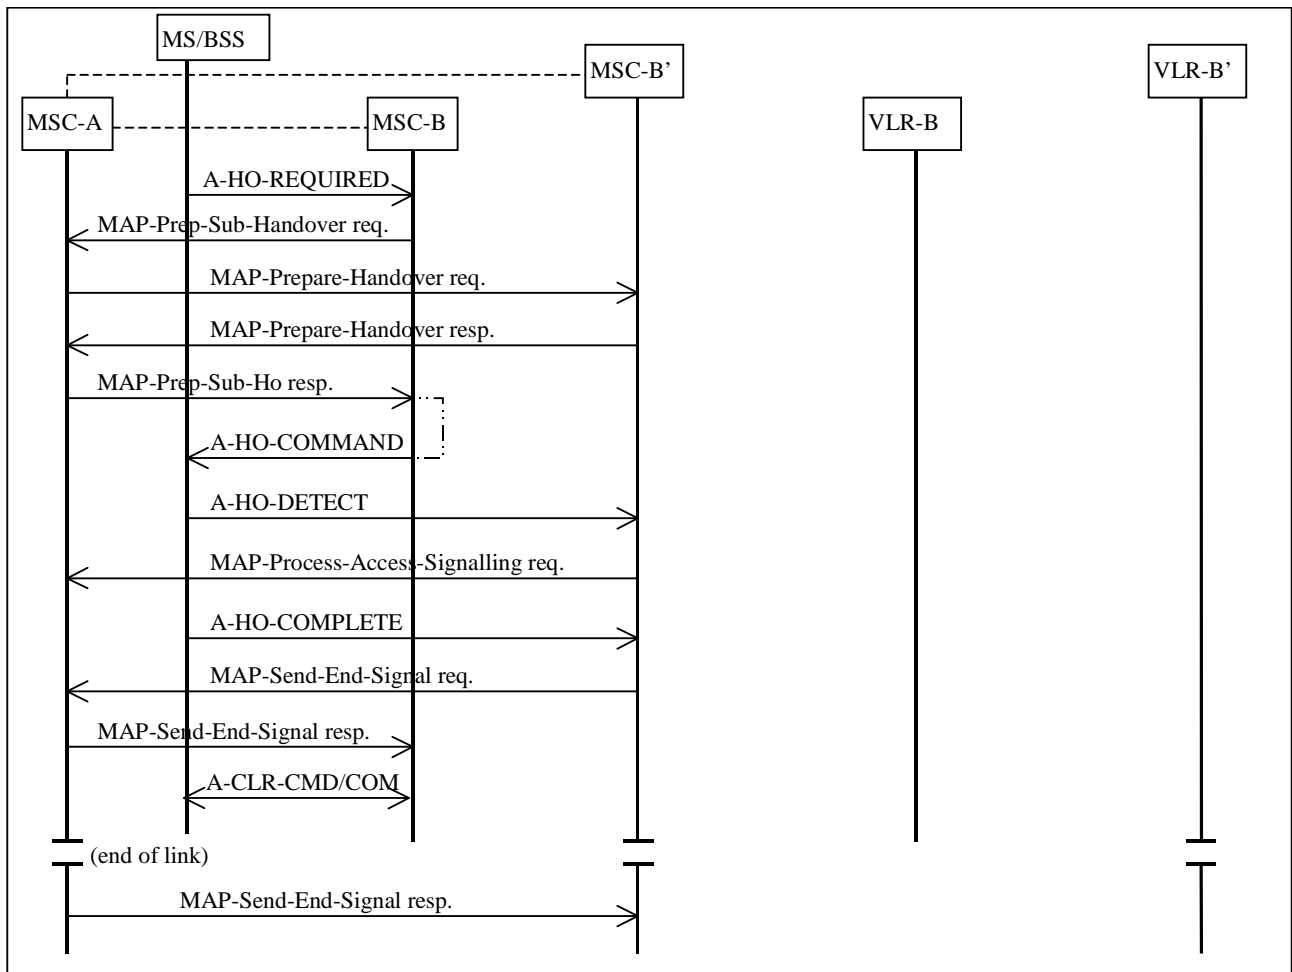 MS/BSS
MSC-B’
VLR-B’
MSC-A
MSC-B
VLR-B
A-HO-REQUIRED
MAP-Prep-Sub-Handover req.
MAP-Prepare-Handover req.
MAP-Prepare-Handover resp.
MAP-Prep-Sub-Ho resp.
A-HO-COMMAND
A-HO-DETECT
MAP-Process-Access-Signalling req.
A-HO-COMPLETE
MAP-Send-End-Signal req.
MAP-Send-End-Signal resp.
A-CLR-CMD/COM
(end of link)
MAP-Send-End-Signal resp.